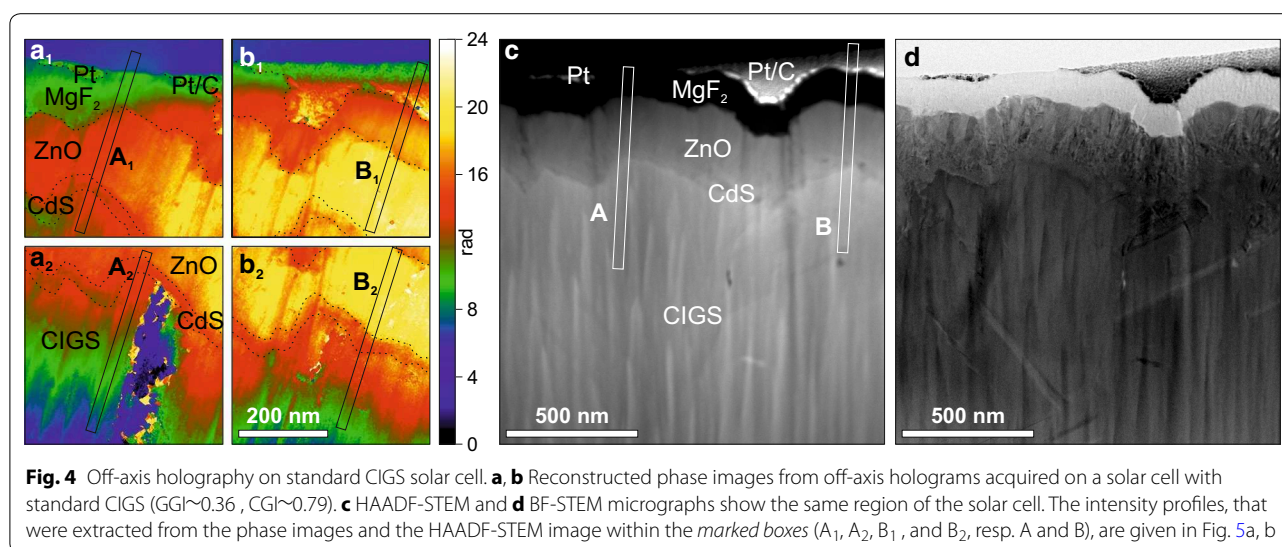 a₁
Pt
MgF₂
Pt/C
ZnO
A₁
CdS
b₁
B₁
24
20
16
rad
8
4
0
a₂
A₂
ZnO
CdS
CIGS
b₂
B₂
200 nm
c
Pt
Pt/C
MgF₂
ZnO
CdS
A
B
CIGS
500 nm
d
500 nm
Fig. 4 Off-axis holography on standard CIGS solar cell. a, b Reconstructed phase images from off-axis holograms acquired on a solar cell with
standard CIGS (GGI~0.36 , CGI~0.79). c HAADF-STEM and d BF-STEM micrographs show the same region of the solar cell. The intensity profiles, that
were extracted from the phase images and the HAADF-STEM image within the marked boxes (A₁, A₂, B₁ , and B₂, resp. A and B), are given in Fig. 5a, b